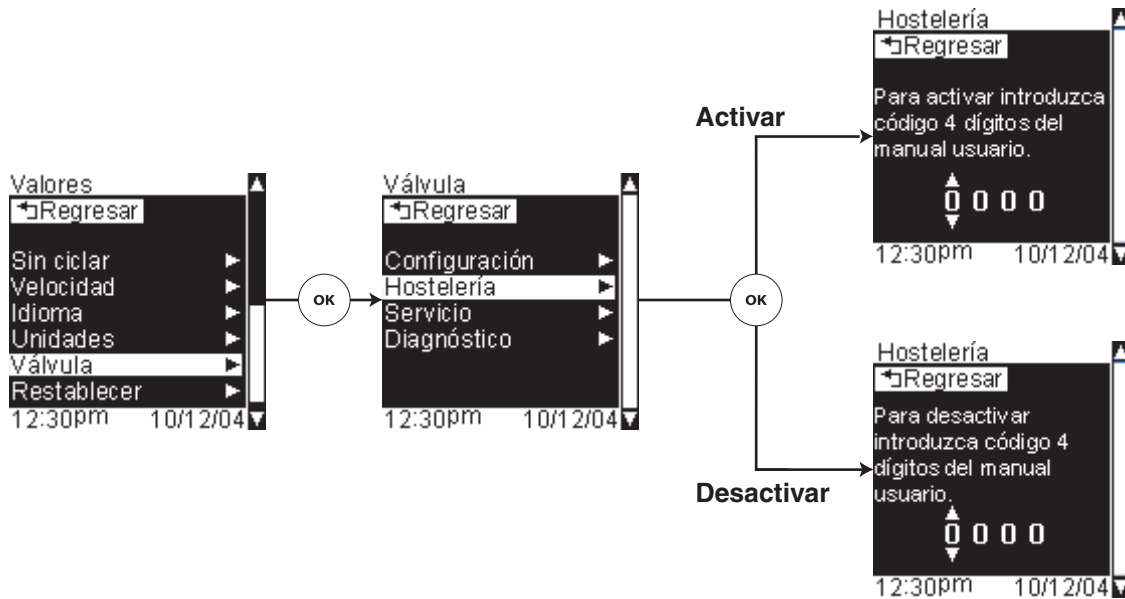 Valores
Regresar
Sin ciclar
Velocidad
Idioma
Unidades
Válvula
Restablecer
12:30pm 10/12/04
OK
Válvula
Regresar
Configuración
Hostelería
Servicio
Diagnóstico
12:30pm 10/12/04
OK
Activar
Hostelería
Regresar
Para activar introduzca
código 4 dígitos del
manual usuario.
0 0 0 0
12:30pm 10/12/04
Desactivar
Hostelería
Regresar
Para desactivar
introduzca código 4
dígitos del manual
usuario.
0 0 0 0
12:30pm 10/12/04